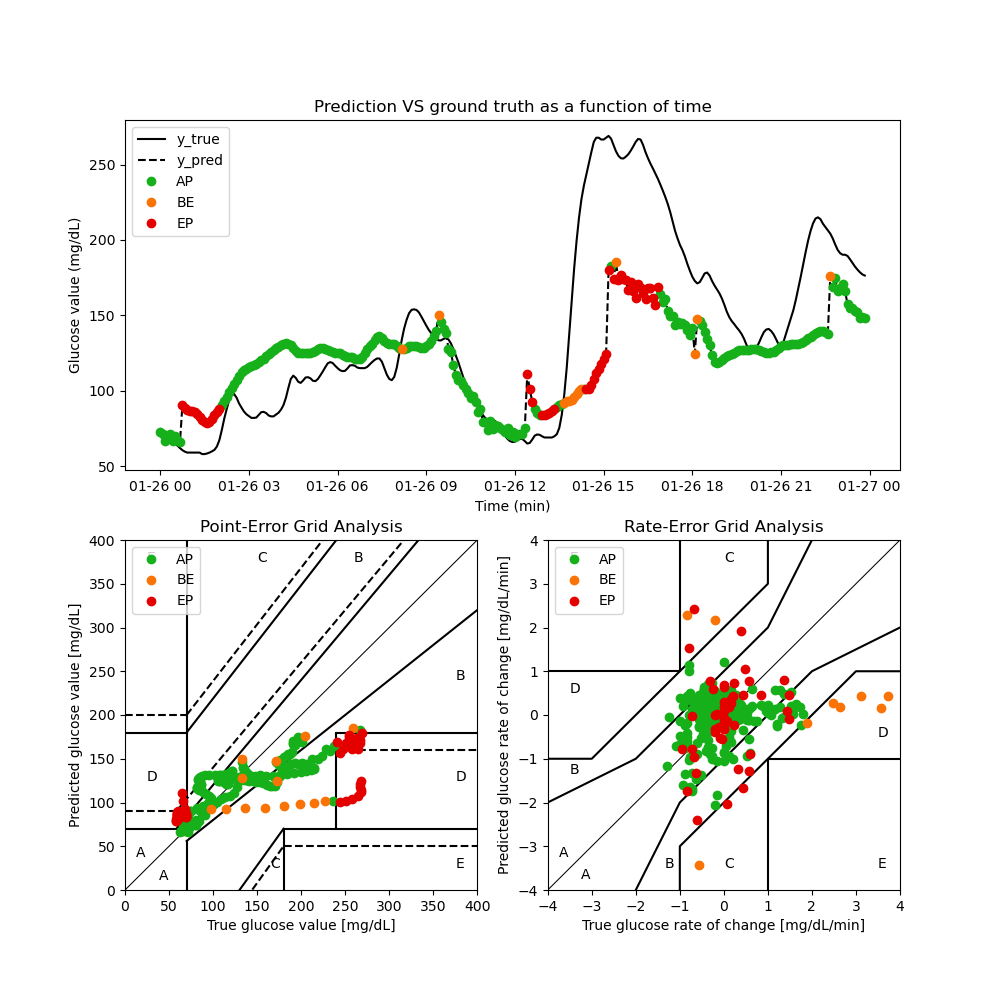 Prediction VS ground truth as a function of time
Glucose value (mg/dL)
250
200
150
100
50
y_true
y_pred
AP
BE
EP
01-26 00 01-26 03 01-26 06 01-26 09 01-26 12 01-26 15 01-26 18 01-26 21 01-27 00
Time (min)
Point-Error Grid Analysis
Predicted glucose value [mg/dL]
400
350
300
250
200
150
100
50
0
AP
BE
EP
C
B
B
D
D
A
A
C
E
0 50 100 150 200 250 300 350 400
True glucose value [mg/dL]
Rate-Error Grid Analysis
Predicted glucose rate of change [mg/dL/min]
4
3
2
1
0
−1
−2
−3
−4
AP
BE
EP
C
D
D
B
A
A
B
C
E
−4 −3 −2 −1 0 1 2 3 4
True glucose rate of change [mg/dL/min]